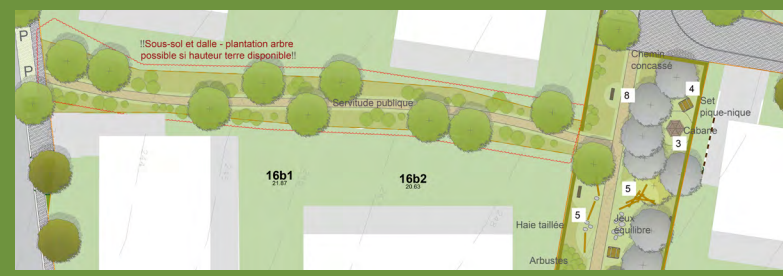 P
P
!!Sous-sol et dalle - plantation arbre
possible si hauteur terre disponible!!
Servitude publique
16b1
21.87
16b2
20.63
Chemin
concassé
8
4
Set
pique-nique
Cabane
3
5
5
Jeux
équilibre
Haie taillée
Arbustes